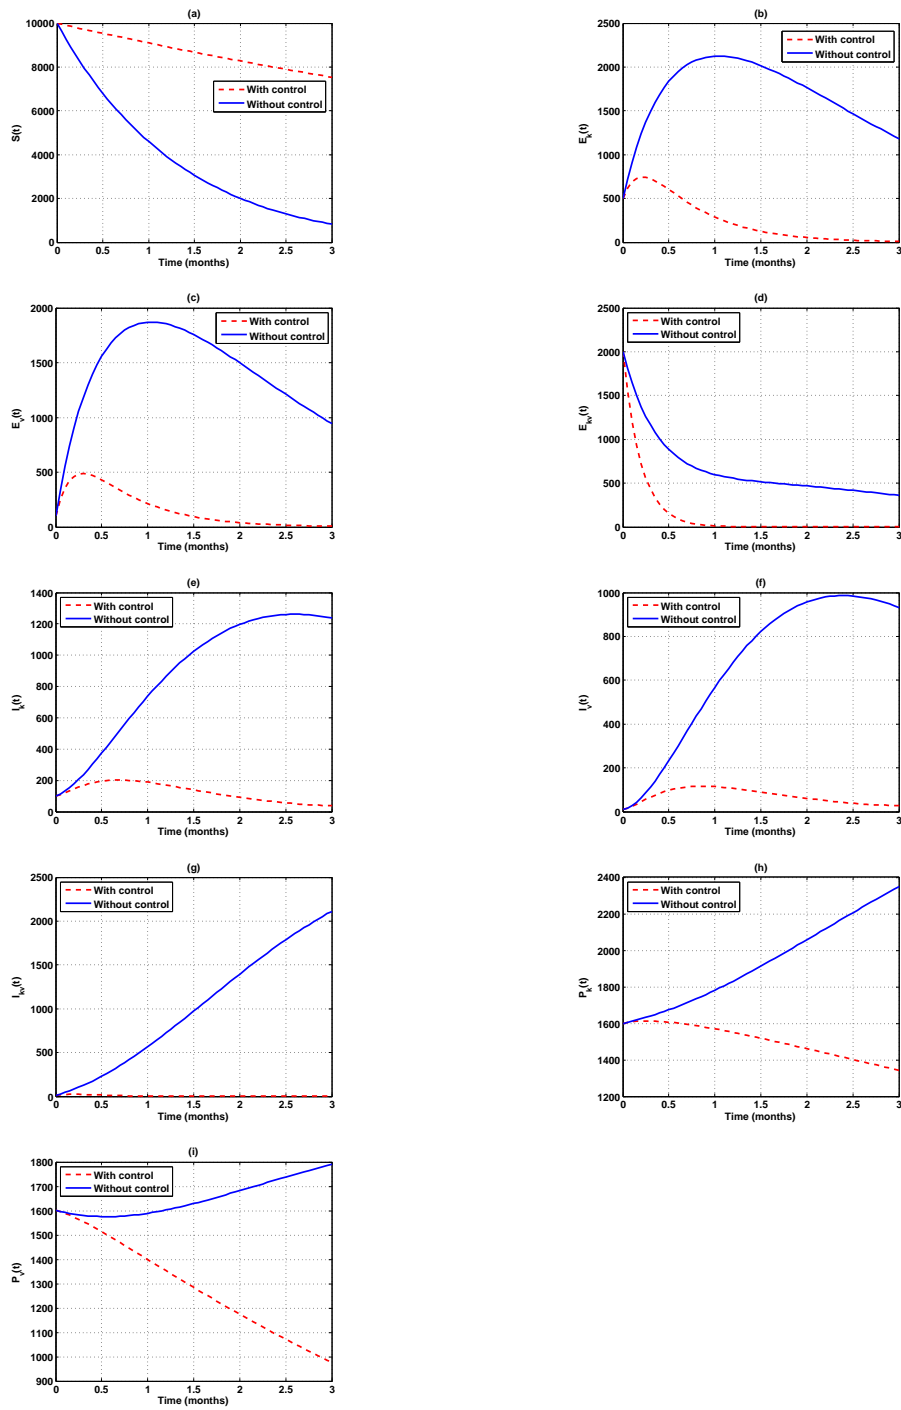 (a)
10000
8000
6000
4000
2000
0
S(t)
With control
Without control
0 0.5 1 1.5 2 2.5 3
Time (months)
(b)
2500
2000
1500
1000
500
0
E_k(t)
With control
Without control
0 0.5 1 1.5 2 2.5 3
Time (months)
(c)
2000
1500
1000
500
0
E_v(t)
With control
Without control
0 0.5 1 1.5 2 2.5 3
Time (months)
(d)
2500
2000
1500
1000
500
0
E_kv(t)
With control
Without control
0 0.5 1 1.5 2 2.5 3
Time (months)
(e)
1400
1200
1000
800
600
400
200
0
I_k(t)
With control
Without control
0 0.5 1 1.5 2 2.5 3
Time (months)
(f)
1000
800
600
400
200
0
I_v(t)
With control
Without control
0 0.5 1 1.5 2 2.5 3
Time (months)
(g)
2500
2000
1500
1000
500
0
I_kv(t)
With control
Without control
0 0.5 1 1.5 2 2.5 3
Time (months)
(h)
2400
2200
2000
1800
1600
1400
1200
P_k(t)
With control
Without control
0 0.5 1 1.5 2 2.5 3
Time (months)
(i)
1800
1700
1600
1500
1400
1300
1200
1100
1000
900
P_v(t)
With control
Without control
0 0.5 1 1.5 2 2.5 3
Time (months)